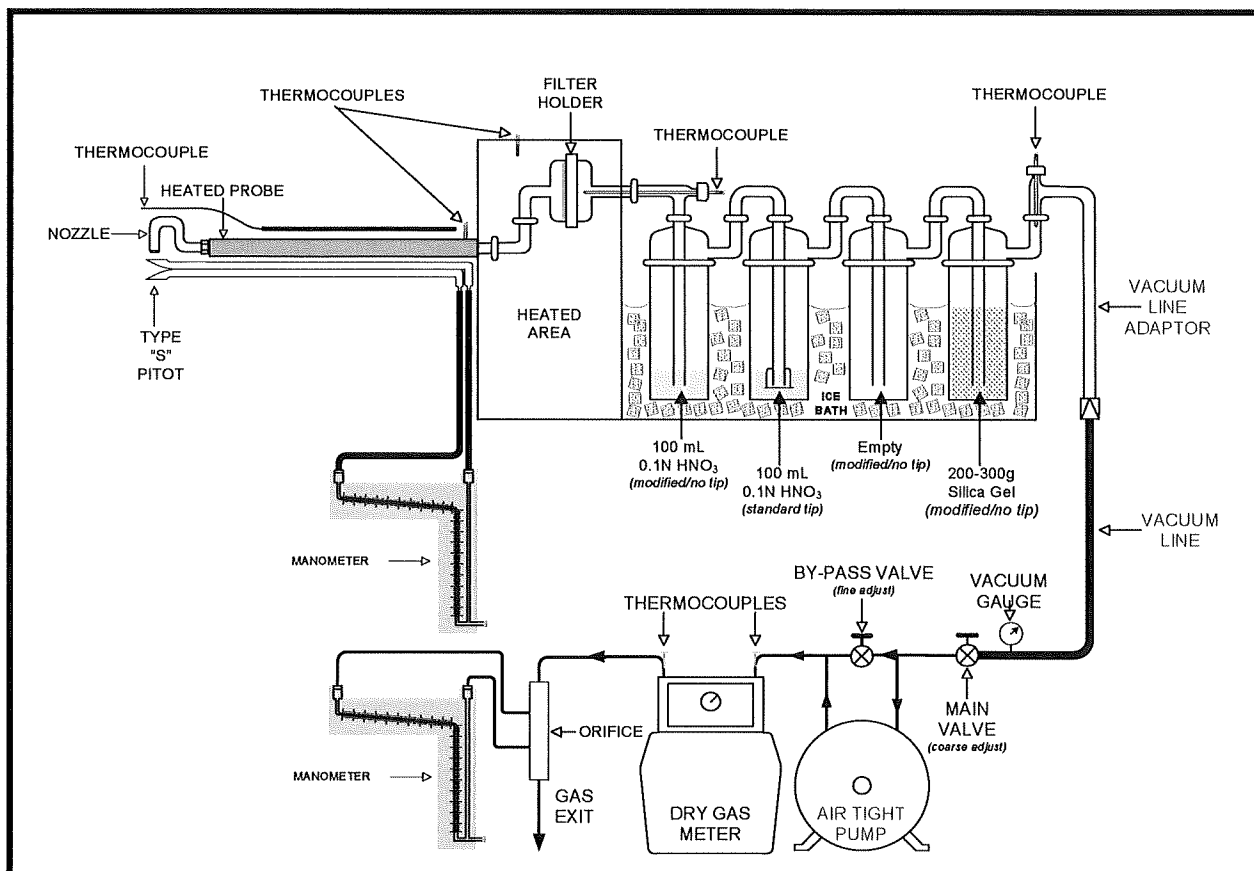 FILTER
HOLDER
THERMOCOUPLES
THERMOCOUPLE
THERMOCOUPLE
THERMOCOUPLE
HEATED PROBE
NOZZLE
TYPE
"S"
PITOT
HEATED
AREA
VACUUM
LINE
ADAPTOR
ICE
BATH
100 mL
0.1N HNO₃
(modified/no tip)
100 mL
0.1N HNO₃
(standard tip)
Empty
(modified/no tip)
200-300g
Silica Gel
(modified/no tip)
VACUUM
LINE
MANOMETER
BY-PASS VALVE
(fine adjust)
VACUUM
GAUGE
THERMOCOUPLES
MAIN
VALVE
(coarse adjust)
ORIFICE
MANOMETER
GAS
EXIT
DRY GAS
METER
AIR TIGHT
PUMP